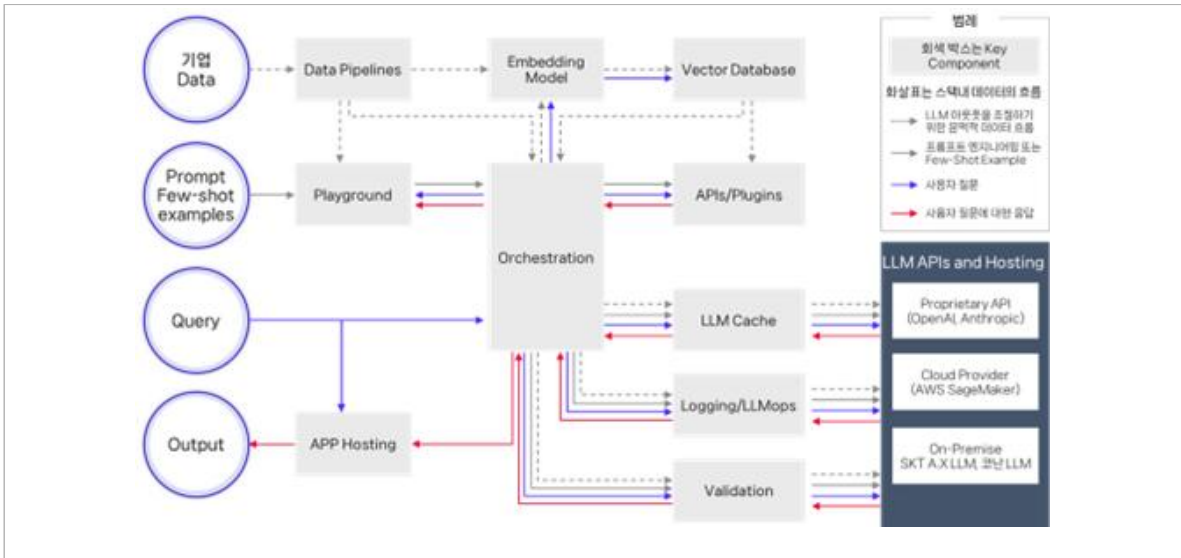 기업
Data
Data Pipelines
Embedding
Model
Vector Database
Prompt
Few-shot
examples
Playground
Orchestration
APIs/Plugins
Query
LLM Cache
Logging/LLMops
Output
APP Hosting
Validation
범례
회색 박스는 Key
Component
화살표는 스택내 데이터의 흐름
LLM 아웃풋을 조절하기
위한 문맥적 데이터 흐름
프롬프트 엔지니어링 또는
Few-Shot Example
사용자 질문
사용자 질문에 대한 응답
LLM APIs and Hosting
Proprietary API
(OpenAI, Anthropic)
Cloud Provider
(AWS SageMaker)
On-Premise
SKT A.X LLM, 코난 LLM